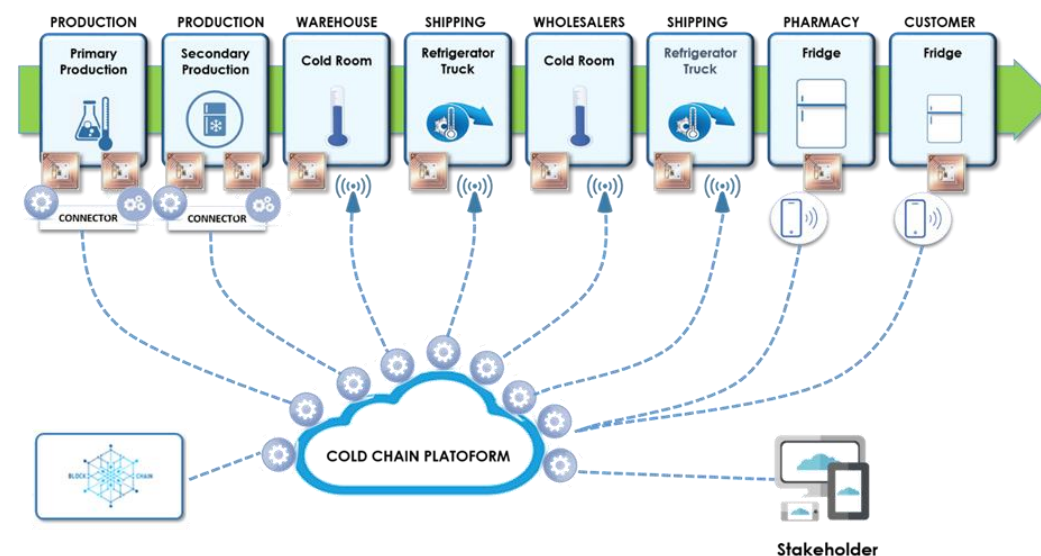 PRODUCTION
PRODUCTION
WAREHOUSE
SHIPPING
WHOLESALERS
SHIPPING
PHARMACY
CUSTOMER
Primary
Production
Secondary
Production
Cold Room
Refrigerator
Truck
Cold Room
Refrigerator
Truck
Fridge
Fridge
CONNECTOR
CONNECTOR
COLD CHAIN PLATOFORM
BLOCK CHAIN
Stakeholder